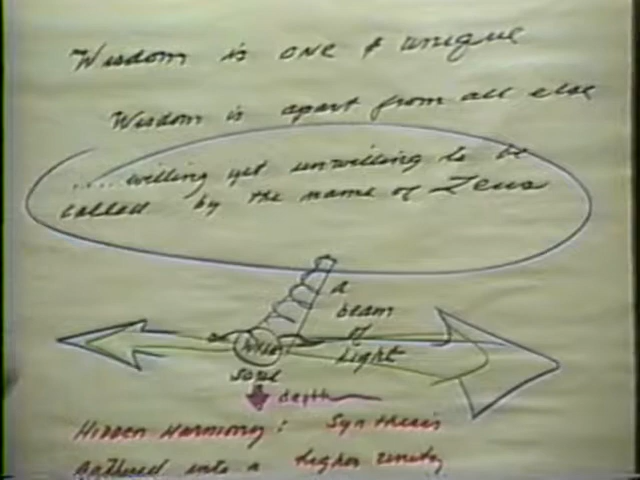 Wisdom is one & unique
Wisdom is apart from all else
.....willing yet unwilling to be
called by the name of Zeus
a
beam
of
light
soul
depth
Hidden Harmony: Synthesis
gathered into a higher unity